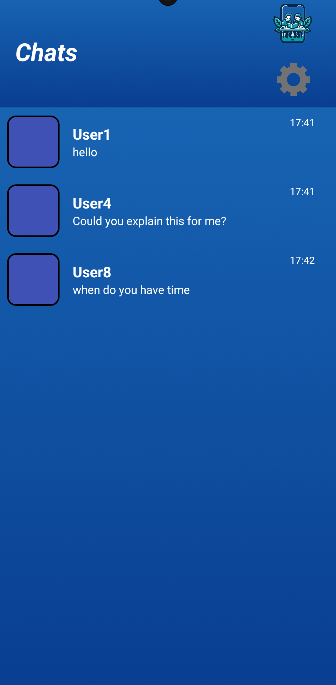 Chats
User1
17:41
hello
User4
17:41
Could you explain this for me?
User8
17:42
when do you have time